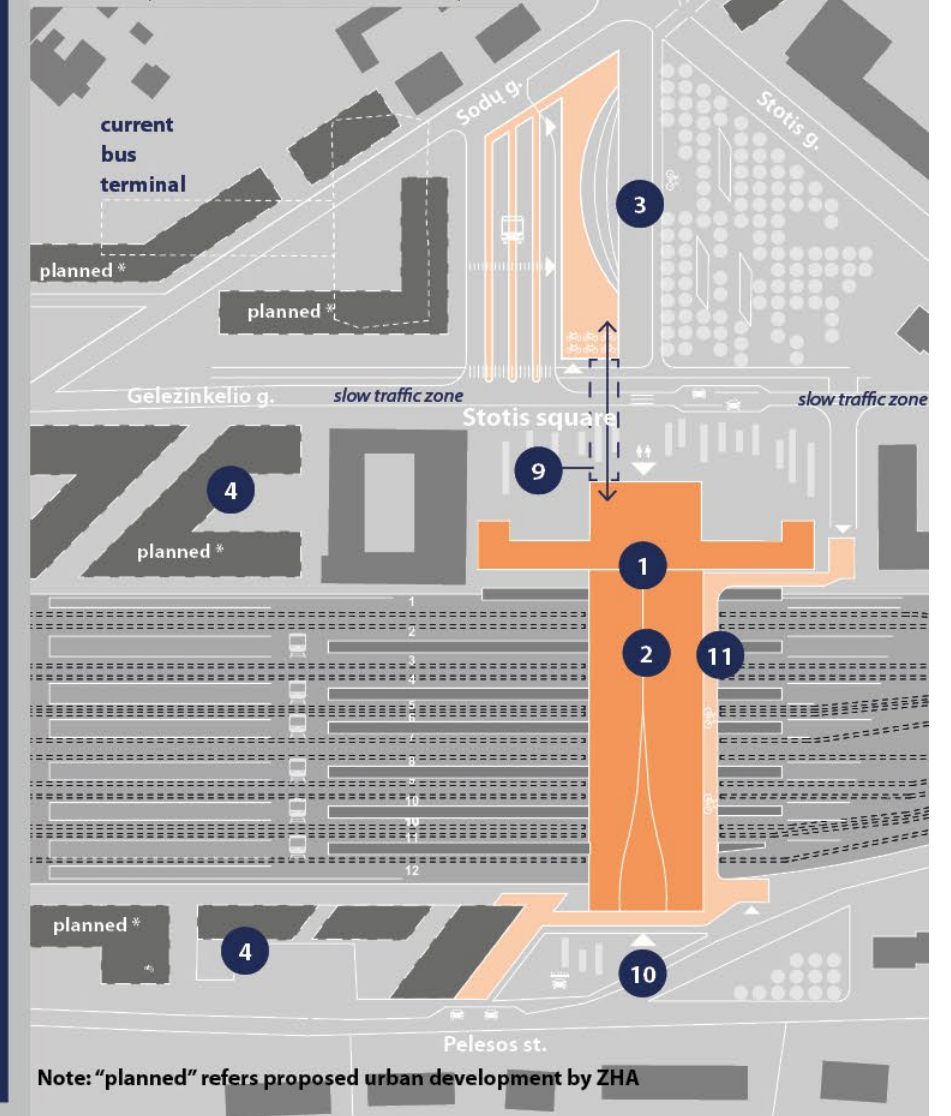 Sodų g.
Stotis g.
current
bus
terminal
3
planned *
planned *
Geležinkelio g.
slow traffic zone
slow traffic zone
Stotis square
9
4
planned *
1
1
2
2
11
3
4
5
6
7
8
9
10
10
11
12
planned *
4
10
Pelesos st.
Note: “planned” refers proposed urban development by ZHA